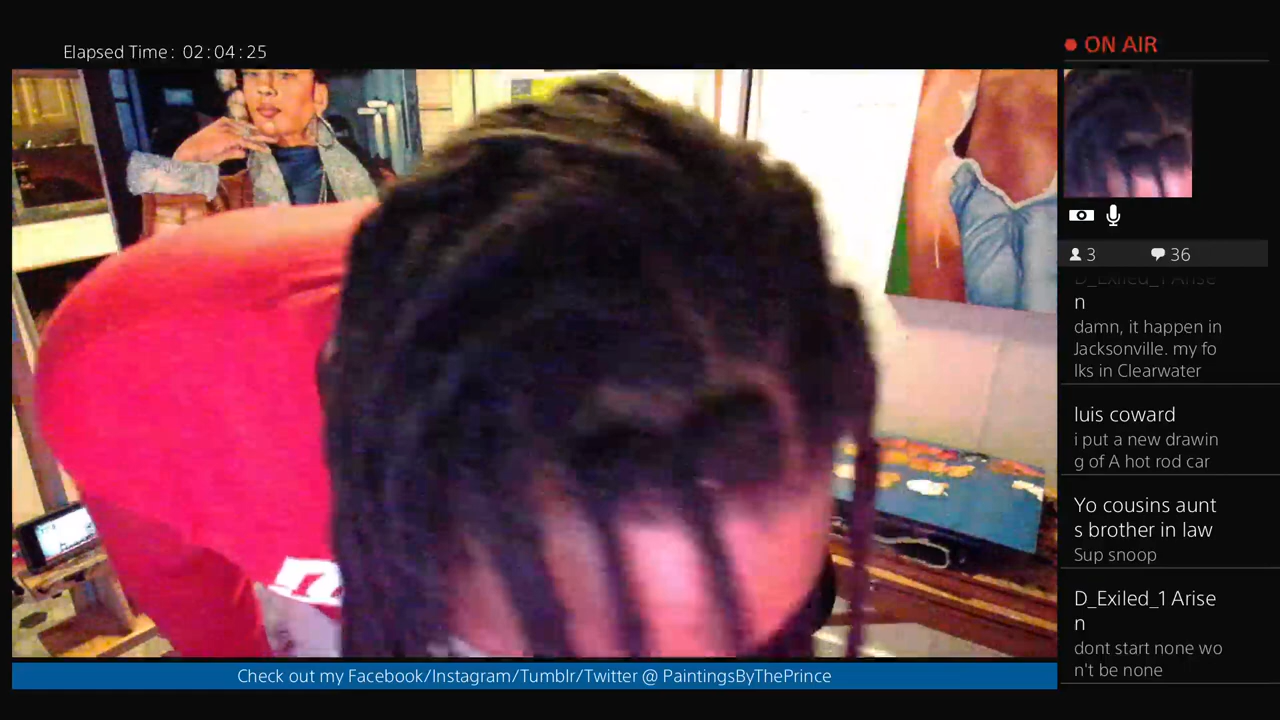 Elapsed Time: 02:04:25
ON AIR
3
36
D_Exiled_1 Arise
n
damn, it happen in
Jacksonville. my fo
lks in Clearwater
luis coward
i put a new drawin
g of A hot rod car
Yo cousins aunt
s brother in law
Sup snoop
D_Exiled_1 Arise
n
dont start none wo
n't be none
Check out my Facebook/Instagram/Tumblr/Twitter @ PaintingsByThePrince